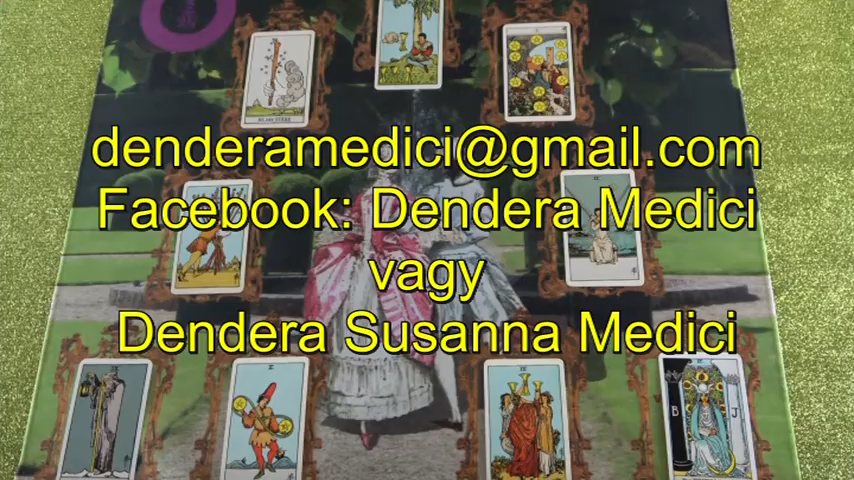 denderamedici@gmail.com
Facebook: Dendera Medici
vagy
Dendera Susanna Medici
B J